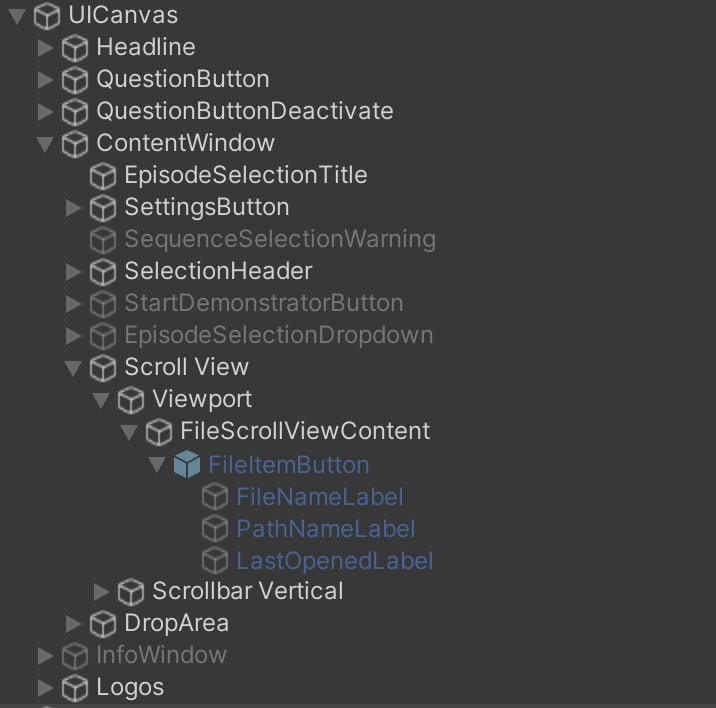 UICanvas
Headline
QuestionButton
QuestionButtonDeactivate
ContentWindow
EpisodeSelectionTitle
SettingsButton
SequenceSelectionWarning
SelectionHeader
StartDemonstratorButton
EpisodeSelectionDropdown
Scroll View
Viewport
FileScrollViewContent
FileItemButton
FileNameLabel
PathNameLabel
LastOpenedLabel
Scrollbar Vertical
DropArea
InfoWindow
Logos